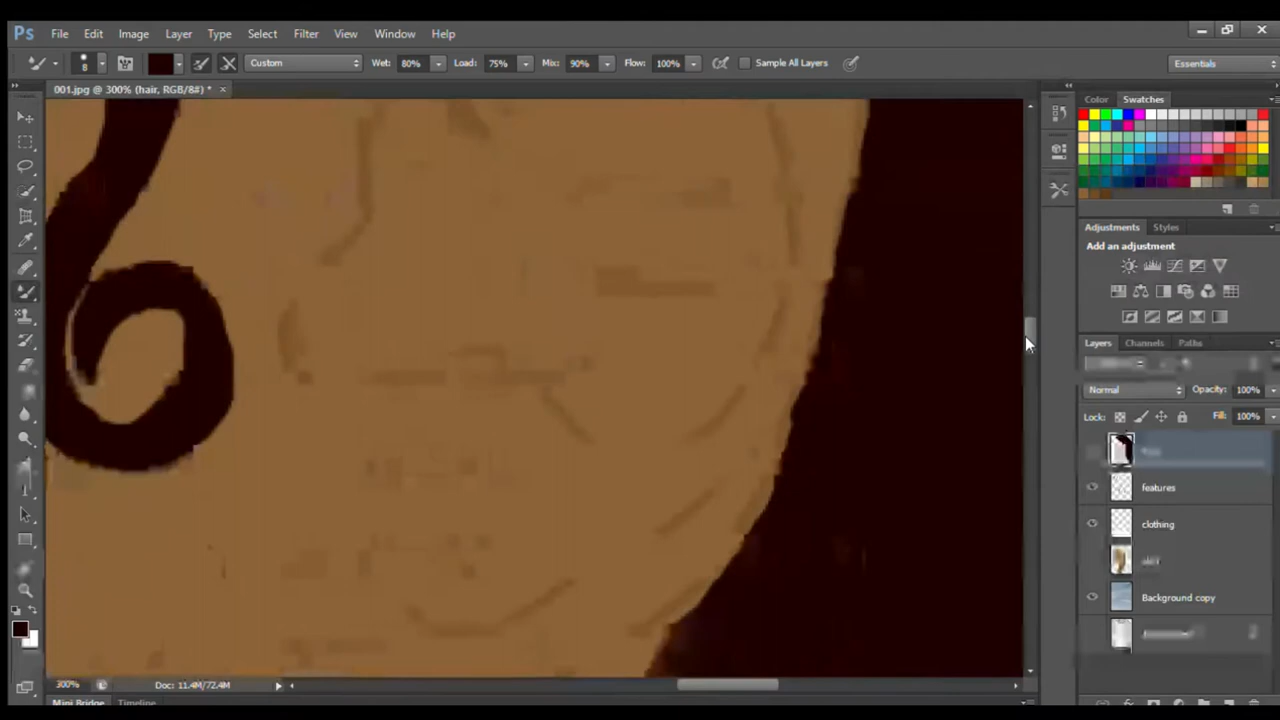 Ps File Edit Image Layer Type Select Filter View Window Help
8 Custom Wet: 80% Load: 75% Mix: 90% Flow: 100% Sample All Layers Essentials
001.jpg @ 300% (hair, RGB/8#) * ×
Color Swatches
Adjustments Styles
Add an adjustment
Layers Channels Paths
Normal Opacity: 100%
Lock: Fill: 100%
features
clothing
Background copy
300% Doc: 11.4M/72.4M
Mini Bridge Timeline